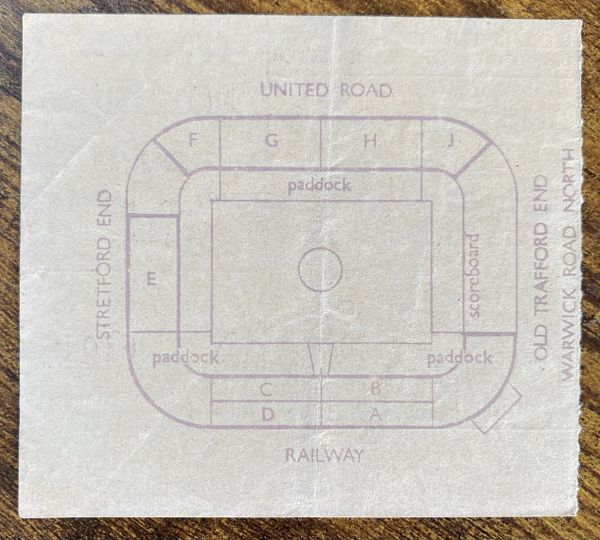 UNITED ROAD
F G H J
paddock
STRETFORD END
E
scoreboard
OLD TRAFFORD END
WARWICK ROAD NORTH
paddock paddock
C B
D A
RAILWAY